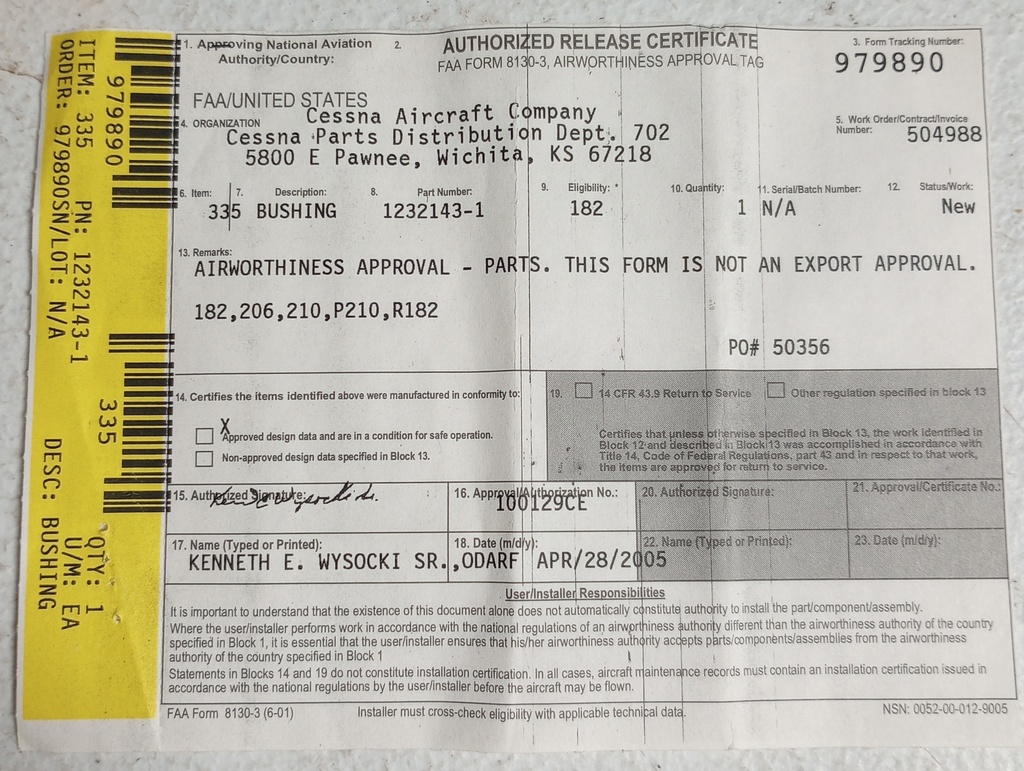 ITEM: 335 PN: 1232143-1 QTY: 1
ORDER: 979890SN/LOT: N/A U/M: EA
DESC: BUSHING
979890
335
1. Approving National Aviation Authority/Country:
2.
AUTHORIZED RELEASE CERTIFICATE
FAA FORM 8130-3, AIRWORTHINESS APPROVAL TAG
3. Form Tracking Number:
979890
FAA/UNITED STATES
4. ORGANIZATION
Cessna Aircraft Company
Cessna Parts Distribution Dept. 702
5800 E Pawnee, Wichita, KS 67218
5. Work Order/Contract/Invoice
Number: 504988
6. Item: 7. Description: 8. Part Number: 9. Eligibility: * 10. Quantity: 11. Serial/Batch Number: 12. Status/Work:
335 BUSHING 1232143-1 182 1 N/A New
13. Remarks:
AIRWORTHINESS APPROVAL - PARTS. THIS FORM IS NOT AN EXPORT APPROVAL.
182,206,210,P210,R182
PO# 50356
14. Certifies the items identified above were manufactured in conformity to:
X
Approved design data and are in a condition for safe operation.
Non-approved design data specified in Block 13.
19. 14 CFR 43.9 Return to Service Other regulation specified in block 13
Certifies that unless otherwise specified in Block 13, the work identified in
Block 12 and described in Block 13 was accomplished in accordance with
Title 14, Code of Federal Regulations, part 43 and in respect to that work,
the items are approved for return to service.
15. Authorized Signature:
16. Approval/Authorization No.:
100129CE
20. Authorized Signature:
21. Approval/Certificate No.:
17. Name (Typed or Printed):
KENNETH E. WYSOCKI SR.,ODARF
18. Date (m/d/y):
APR/28/2005
22. Name (Typed or Printed):
23. Date (m/d/y):
User/Installer Responsibilities
It is important to understand that the existence of this document alone does not automatically constitute authority to install the part/component/assembly.
Where the user/installer performs work in accordance with the national regulations of an airworthiness authority different than the airworthiness authority of the country
specified in Block 1, it is essential that the user/installer ensures that his/her airworthiness authority accepts parts/components/assemblies from the airworthiness
authority of the country specified in Block 1
Statements in Blocks 14 and 19 do not constitute installation certification. In all cases, aircraft maintenance records must contain an installation certification issued in
accordance with the national regulations by the user/installer before the aircraft may be flown.
FAA Form 8130-3 (6-01)
Installer must cross-check eligibility with applicable technical data.
NSN: 0052-00-012-9005